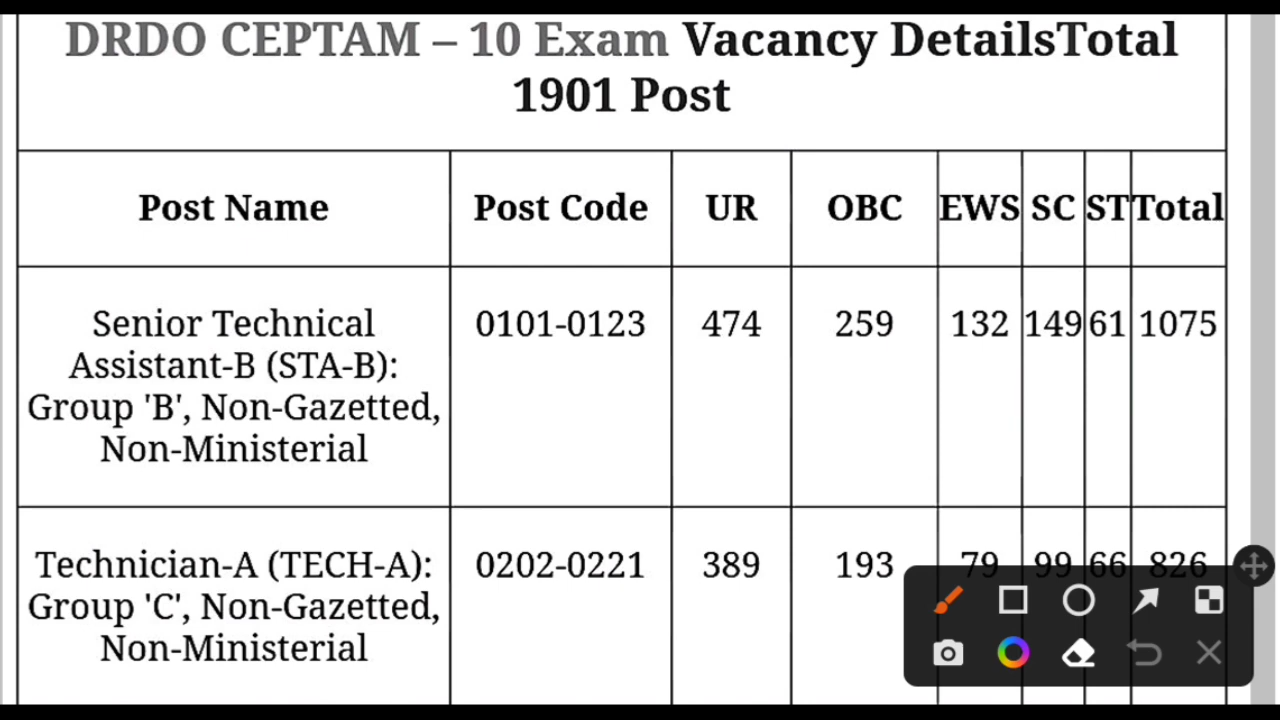 DRDO CEPTAM – 10 Exam Vacancy DetailsTotal
1901 Post
Post Name Post Code UR OBC EWS SC ST Total
Senior Technical 0101-0123 474 259 132 149 61 1075
Assistant-B (STA-B):
Group 'B', Non-Gazetted,
Non-Ministerial
Technician-A (TECH-A): 0202-0221 389 193 79 99 66 826
Group 'C', Non-Gazetted,
Non-Ministerial